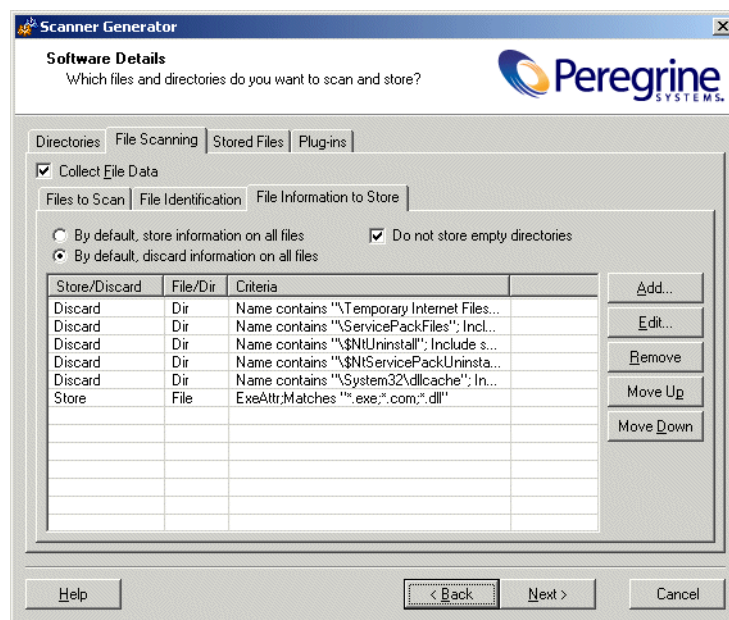 Scanner Generator
Software Details
Which files and directories do you want to scan and store?
Peregrine
SYSTEMS.
Directories File Scanning Stored Files Plug-ins
Collect File Data
Files to Scan File Identification File Information to Store
By default, store information on all files Do not store empty directories
By default, discard information on all files
Store/Discard File/Dir Criteria
Discard Dir Name contains "\Temporary Internet Files...
Discard Dir Name contains "\ServicePackFiles"; Incl...
Discard Dir Name contains "\$NtUninstall"; Include s...
Discard Dir Name contains "\$NtServicePackUninsta...
Discard Dir Name contains "\System32\dllcache"; In...
Store File ExeAttr;Matches "*.exe;*.com;*.dll"
Add...
Edit...
Remove
Move Up
Move Down
Help < Back Next > Cancel